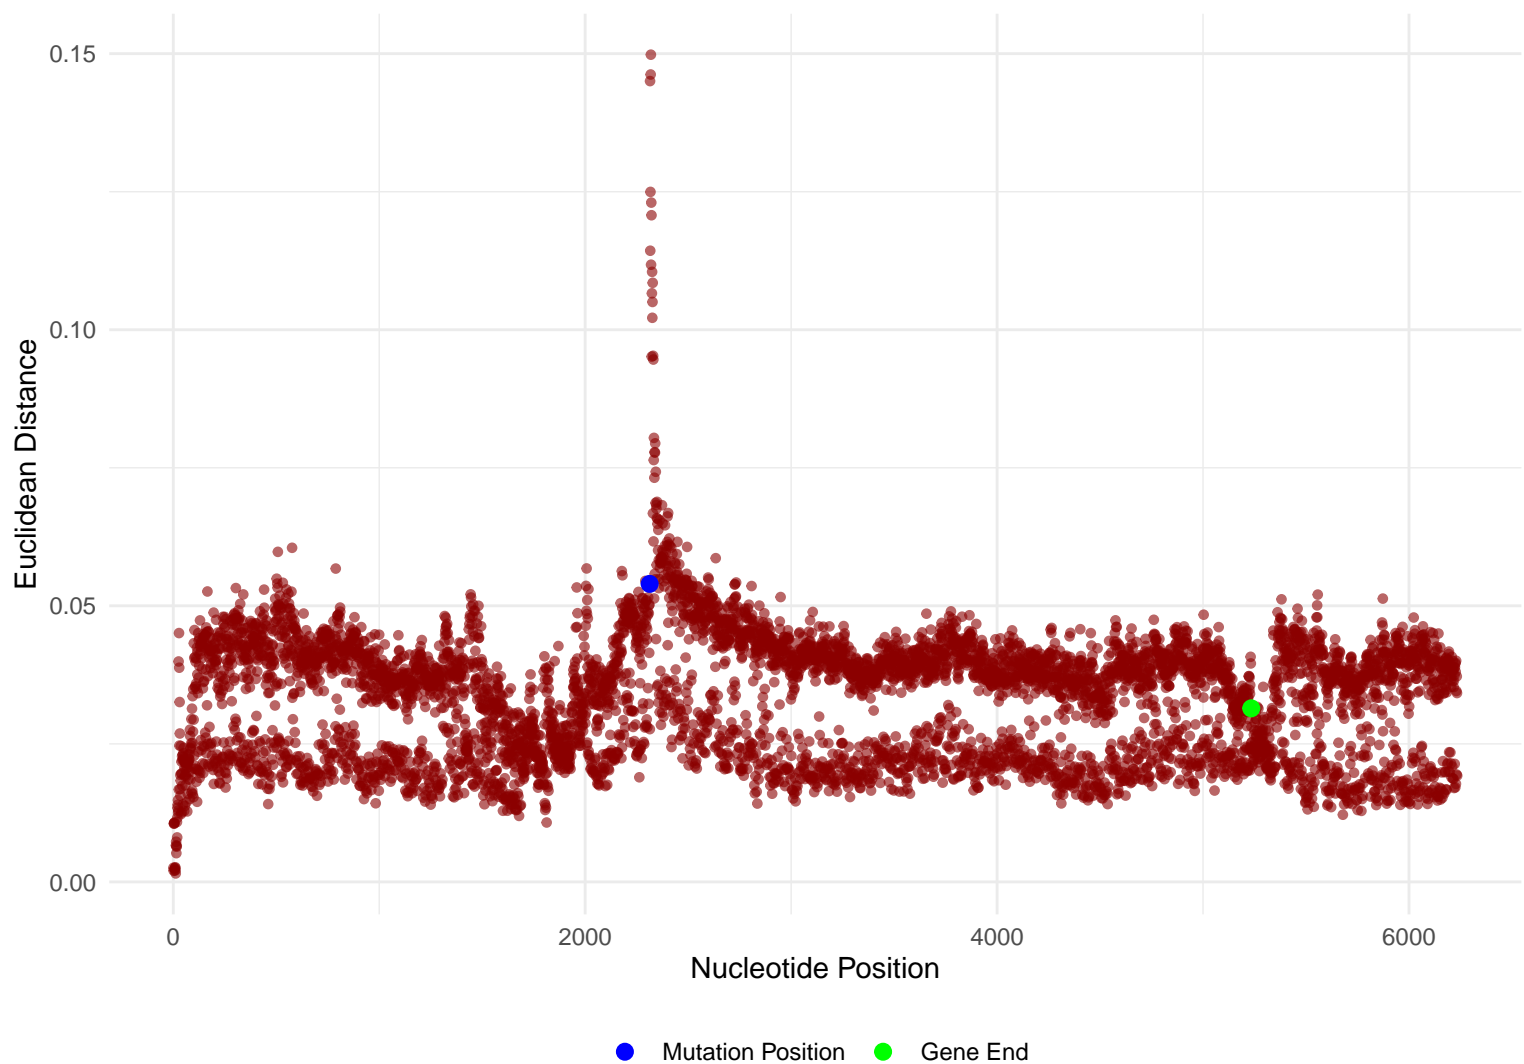 0.15
0.10
0.05
0.00
Euclidean Distance
0
2000
4000
6000
Nucleotide Position
Mutation Position
Gene End